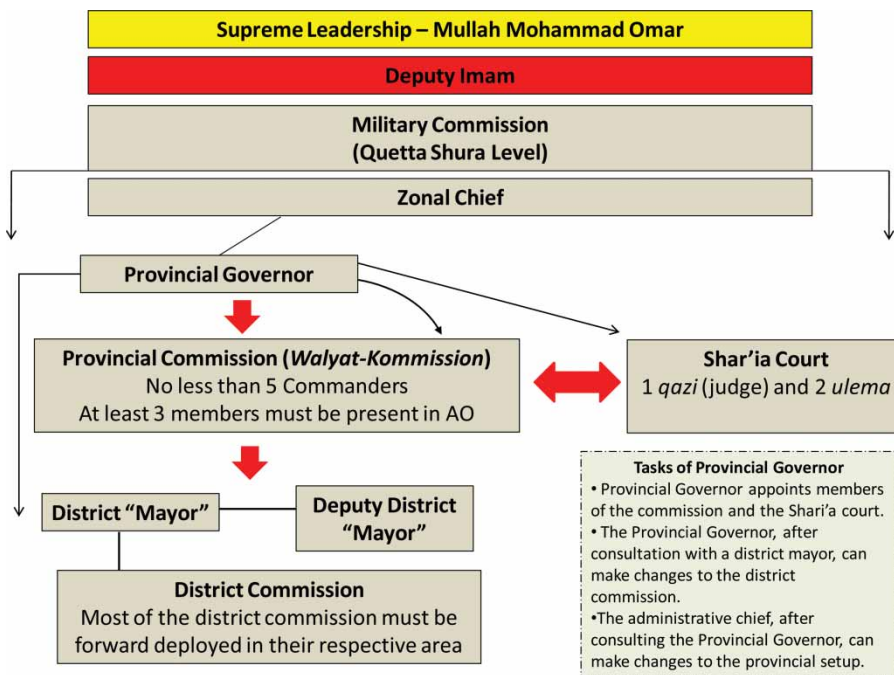 Supreme Leadership – Mullah Mohammad Omar
Deputy Imam
Military Commission
(Quetta Shura Level)
Zonal Chief
Provincial Governor
Provincial Commission (Walyat-Kommission)
No less than 5 Commanders
At least 3 members must be present in AO
Shar’ia Court
1 qazi (judge) and 2 ulema
District “Mayor”
Deputy District
“Mayor”
District Commission
Most of the district commission must be
forward deployed in their respective area
Tasks of Provincial Governor
• Provincial Governor appoints members
of the commission and the Shari’a court.
• The Provincial Governor, after
consultation with a district mayor, can
make changes to the district
commission.
• The administrative chief, after
consulting the Provincial Governor, can
make changes to the provincial setup.